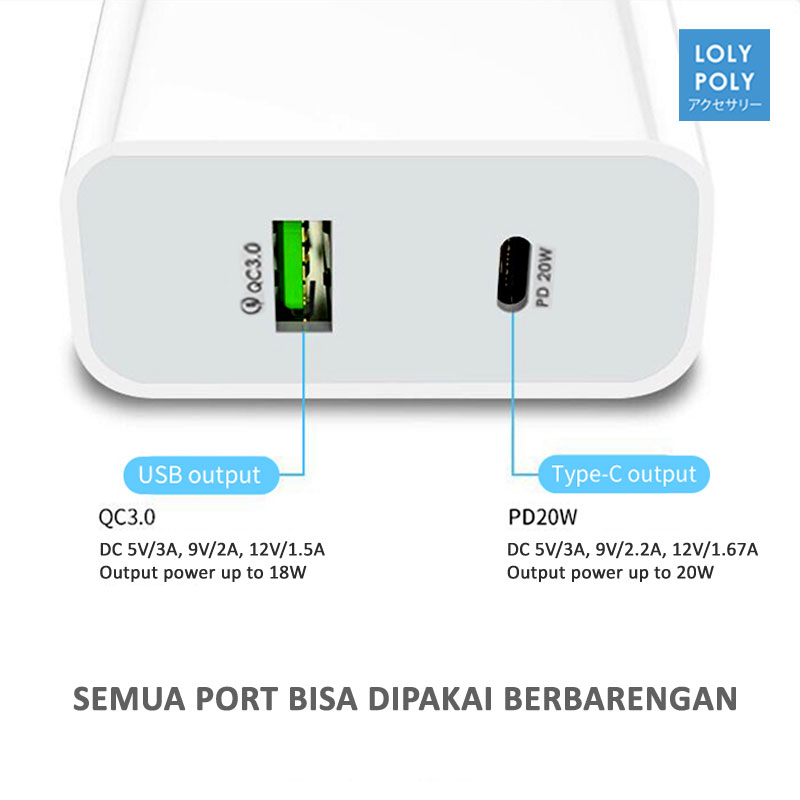 LOLY
POLY
アクセサリー
QC3.0
PD 20W
USB output
QC3.0
DC 5V/3A, 9V/2A, 12V/1.5A
Output power up to 18W
Type-C output
PD20W
DC 5V/3A, 9V/2.2A, 12V/1.67A
Output power up to 20W
SEMUA PORT BISA DIPAKAI BERBARENGAN